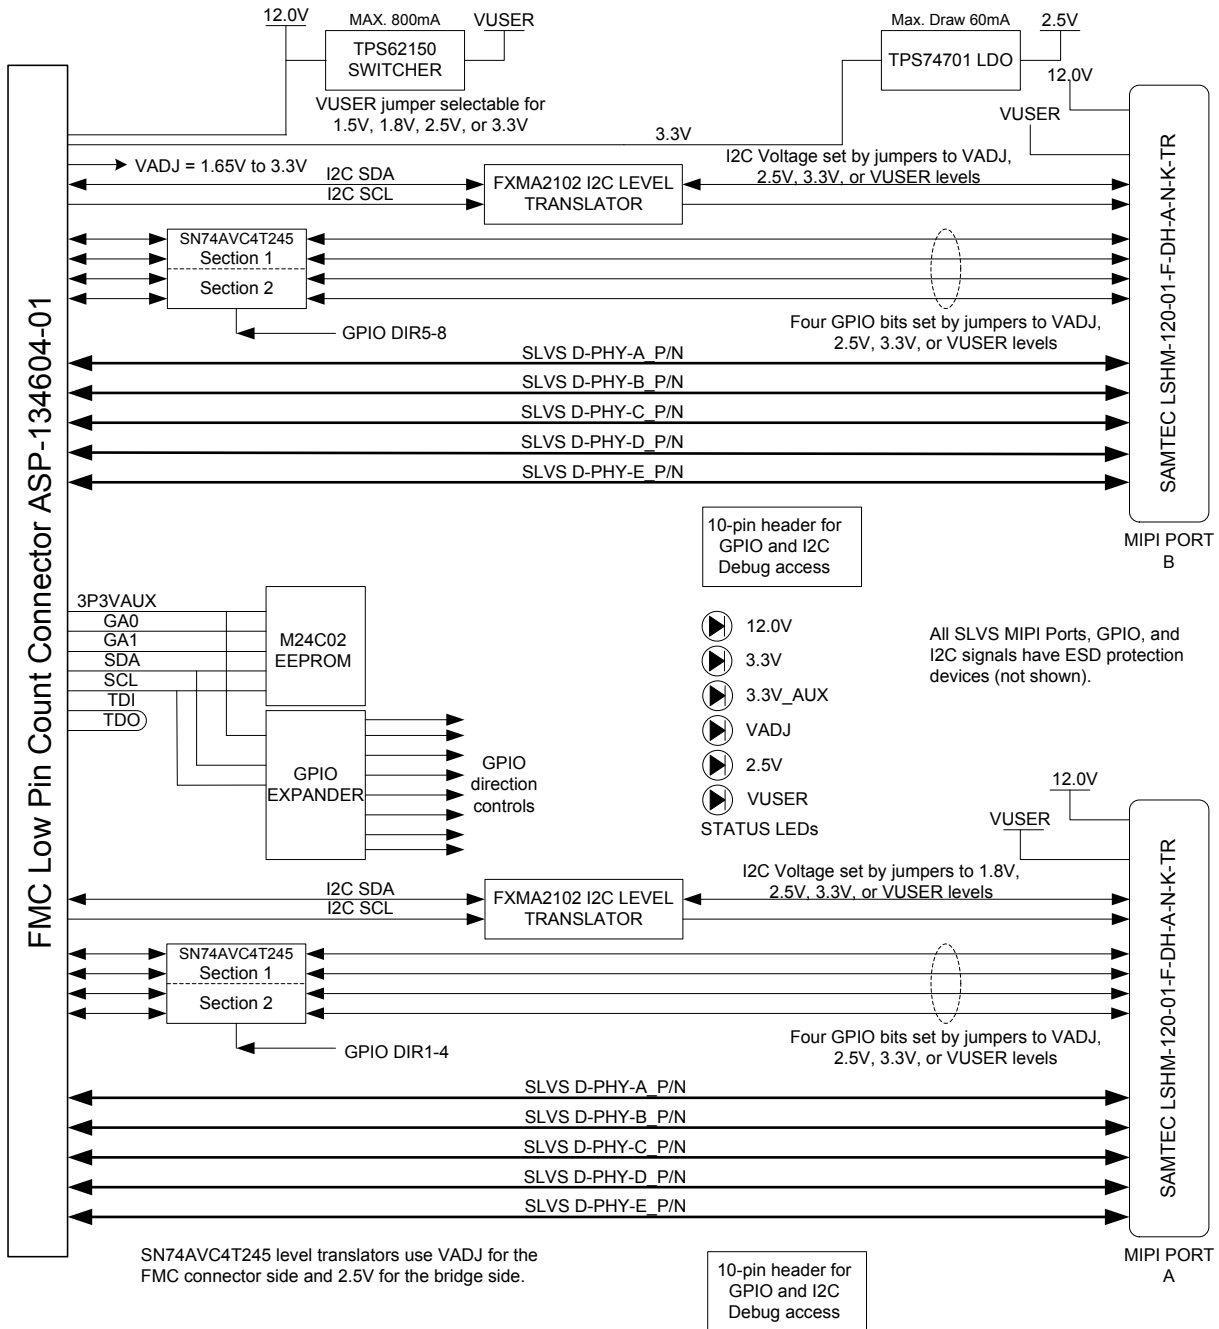 12.0V
MAX. 800mA
VUSER
TPS62150
SWITCHER
VUSER jumper selectable for
1.5V, 1.8V, 2.5V, or 3.3V
Max. Draw 60mA
2.5V
TPS74701 LDO
12.0V
VUSER
3.3V
VADJ = 1.65V to 3.3V
I2C SDA
I2C SCL
FXMA2102 I2C LEVEL
TRANSLATOR
I2C Voltage set by jumpers to VADJ,
2.5V, 3.3V, or VUSER levels
SN74AVC4T245
Section 1
Section 2
GPIO DIR5-8
Four GPIO bits set by jumpers to VADJ,
2.5V, 3.3V, or VUSER levels
SLVS D-PHY-A_P/N
SLVS D-PHY-B_P/N
SLVS D-PHY-C_P/N
SLVS D-PHY-D_P/N
SLVS D-PHY-E_P/N
SAMTEC LSHM-120-01-F-DH-A-N-K-TR
MIPI PORT
B
FMC Low Pin Count Connector ASP-134604-01
10-pin header for
GPIO and I2C
Debug access
3P3VAUX
GA0
GA1
SDA
SCL
TDI
TDO
M24C02
EEPROM
GPIO
EXPANDER
GPIO
direction
controls
12.0V
3.3V
3.3V_AUX
VADJ
2.5V
VUSER
STATUS LEDs
All SLVS MIPI Ports, GPIO, and
I2C signals have ESD protection
devices (not shown).
12.0V
VUSER
I2C SDA
I2C SCL
FXMA2102 I2C LEVEL
TRANSLATOR
I2C Voltage set by jumpers to 1.8V,
2.5V, 3.3V, or VUSER levels
SN74AVC4T245
Section 1
Section 2
GPIO DIR1-4
Four GPIO bits set by jumpers to VADJ,
2.5V, 3.3V, or VUSER levels
SLVS D-PHY-A_P/N
SLVS D-PHY-B_P/N
SLVS D-PHY-C_P/N
SLVS D-PHY-D_P/N
SLVS D-PHY-E_P/N
SAMTEC LSHM-120-01-F-DH-A-N-K-TR
MIPI PORT
A
SN74AVC4T245 level translators use VADJ for the
FMC connector side and 2.5V for the bridge side.
10-pin header for
GPIO and I2C
Debug access